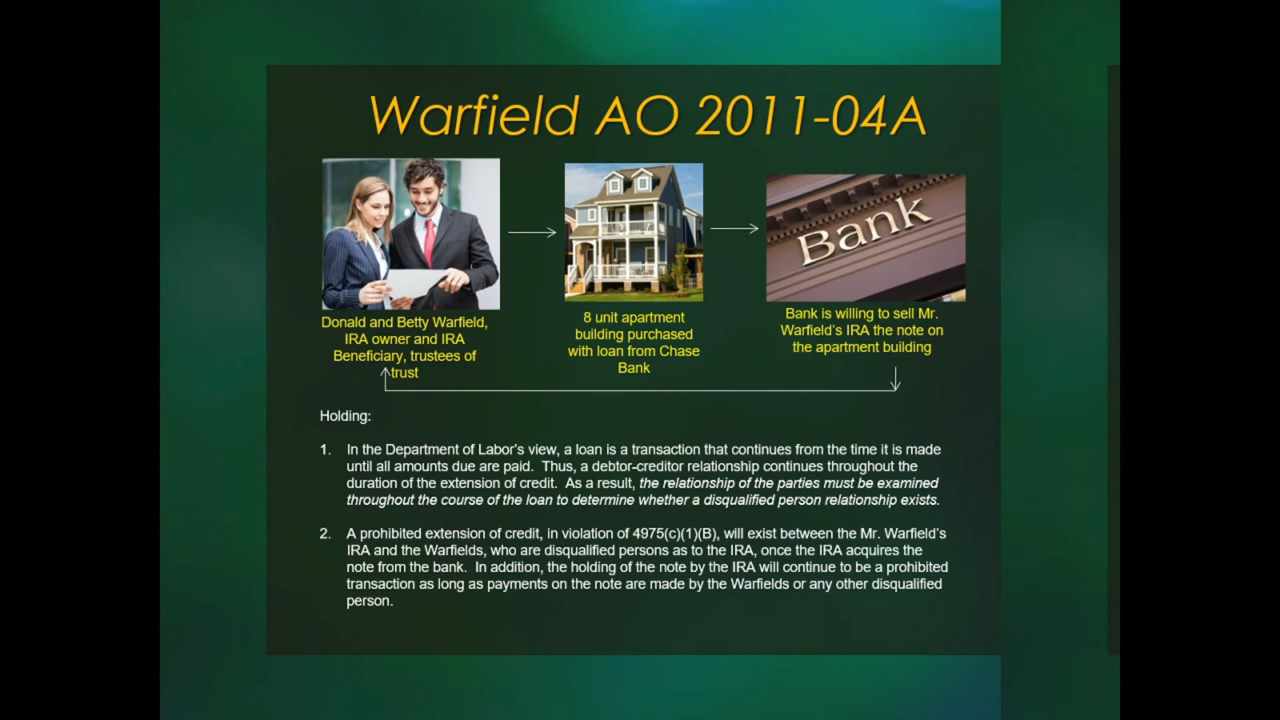 Warfield AO 2011-04A
Bank
Donald and Betty Warfield,
IRA owner and IRA
Beneficiary, trustees of
trust
8 unit apartment
building purchased
with loan from Chase
Bank
Bank is willing to sell Mr.
Warfield's IRA the note on
the apartment building
Holding:
1. In the Department of Labor's view, a loan is a transaction that continues from the time it is made
until all amounts due are paid. Thus, a debtor-creditor relationship continues throughout the
duration of the extension of credit. As a result, the relationship of the parties must be examined
throughout the course of the loan to determine whether a disqualified person relationship exists.
2. A prohibited extension of credit, in violation of 4975(c)(1)(B), will exist between the Mr. Warfield's
IRA and the Warfields, who are disqualified persons as to the IRA, once the IRA acquires the
note from the bank. In addition, the holding of the note by the IRA will continue to be a prohibited
transaction as long as payments on the note are made by the Warfields or any other disqualified
person.